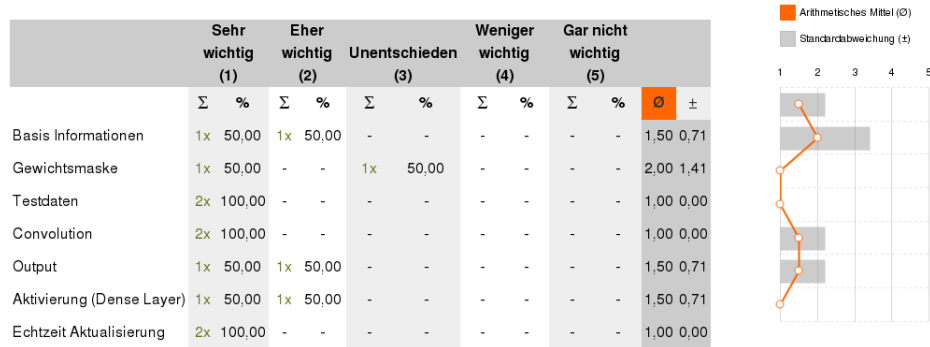 Arithmetisches Mittel (Ø)
Standardabweichung (±)
Sehr wichtig (1) Eher wichtig (2) Unentschieden (3) Weniger wichtig (4) Gar nicht wichtig (5)
1 2 3 4 5
Σ % Σ % Σ % Σ % Σ % Ø ±
Basis Informationen 1x 50,00 1x 50,00 - - - - - - 1,50 0,71
Gewichtsmaske 1x 50,00 - - 1x 50,00 - - - - 2,00 1,41
Testdaten 2x 100,00 - - - - - - - - 1,00 0,00
Convolution 2x 100,00 - - - - - - - - 1,00 0,00
Output 1x 50,00 1x 50,00 - - - - - - 1,50 0,71
Aktivierung (Dense Layer) 1x 50,00 1x 50,00 - - - - - - 1,50 0,71
Echtzeit Aktualisierung 2x 100,00 - - - - - - - - 1,00 0,00